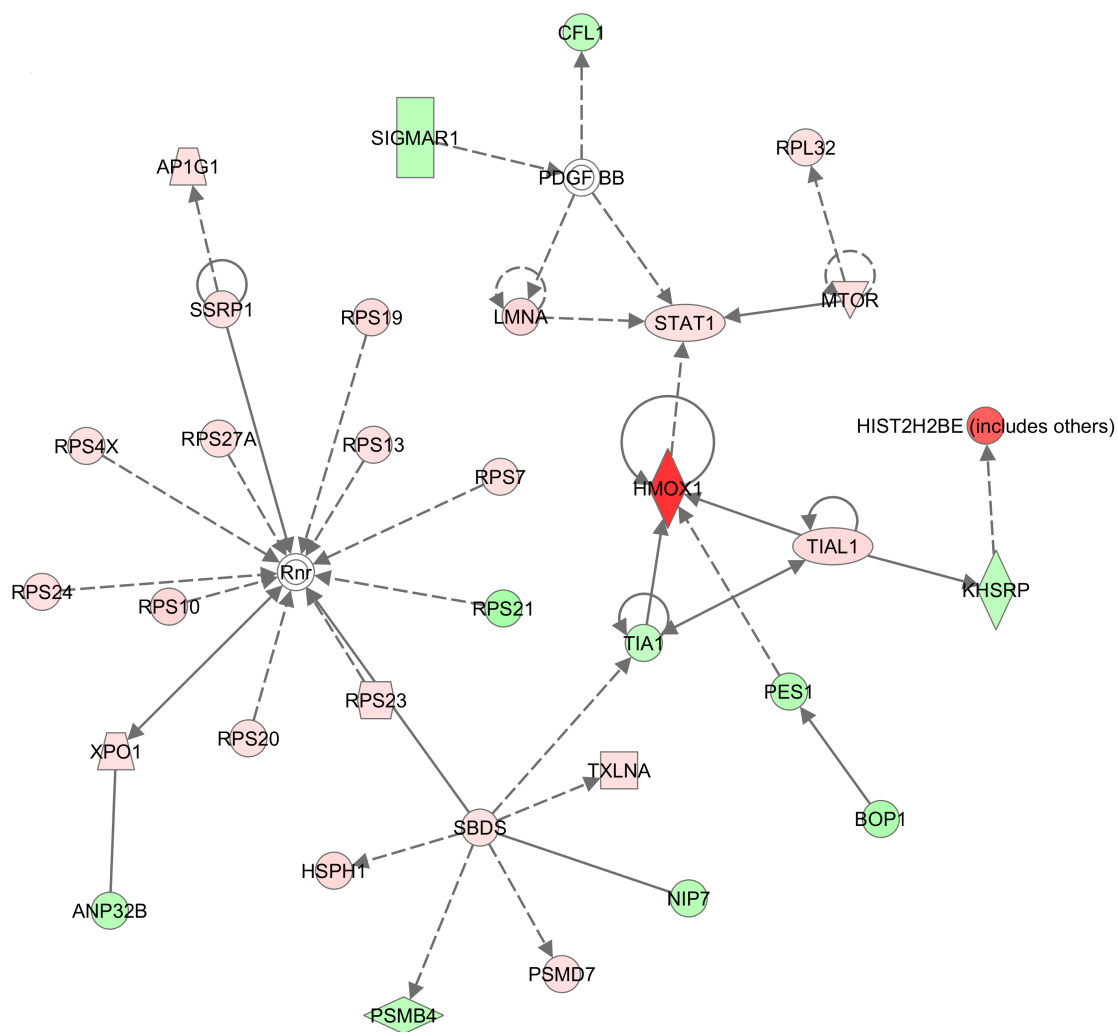 CFL1
SIGMAR1
RPL32
AP1G1
PDGF BB
MTOR
SSRP1
RPS19
LMNA
STAT1
HIST2H2BE (includes others)
RPS4X
RPS27A
RPS13
RPS7
HMOX1
TIAL1
Rnr
RPS24
RPS10
RPS21
KHSRP
TIA1
PES1
RPS23
RPS20
XPO1
TXLNA
SBDS
BOP1
HSPH1
NIP7
ANP32B
PSMD7
PSMB4